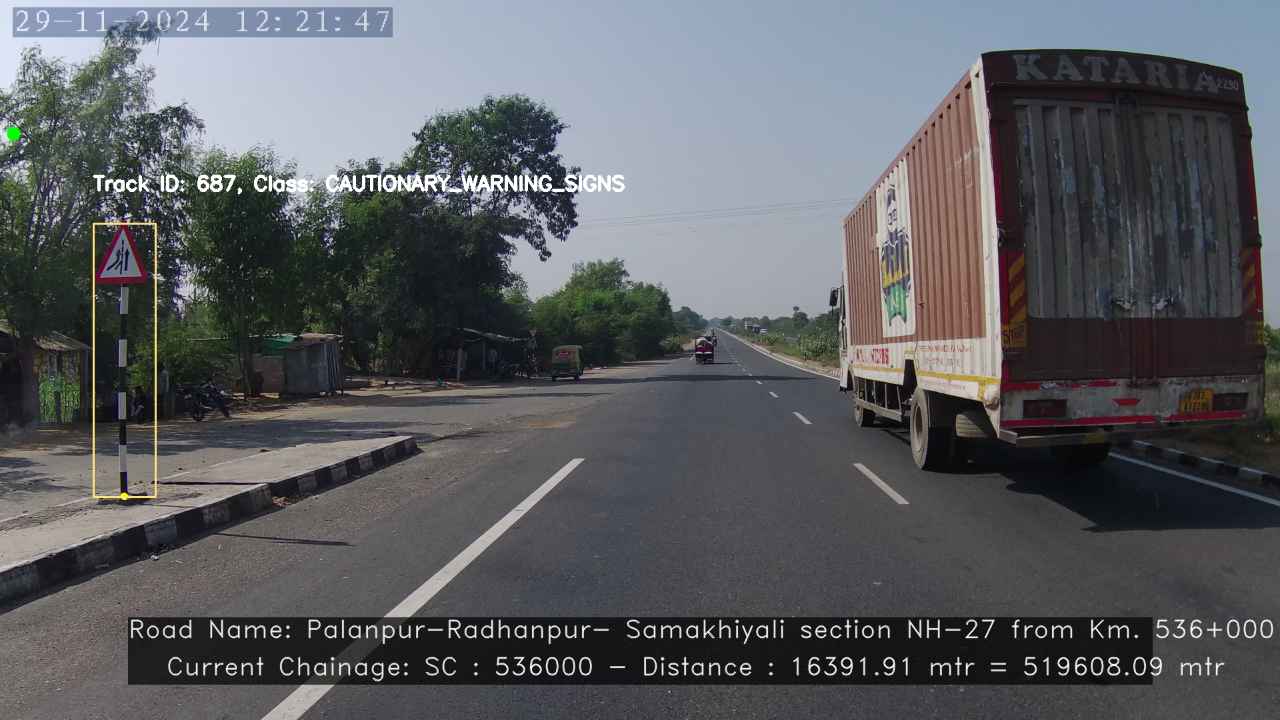 29-11-2024 12:21:47
KATARIA
Track ID: 687, Class: CAUTIONARY_WARNING_SIGNS
Road Name: Palanpur-Radhanpur- Samakhiyali section NH-27 from Km. 536+000
Current Chainage: SC : 536000 - Distance : 16391.91 mtr = 519608.09 mtr